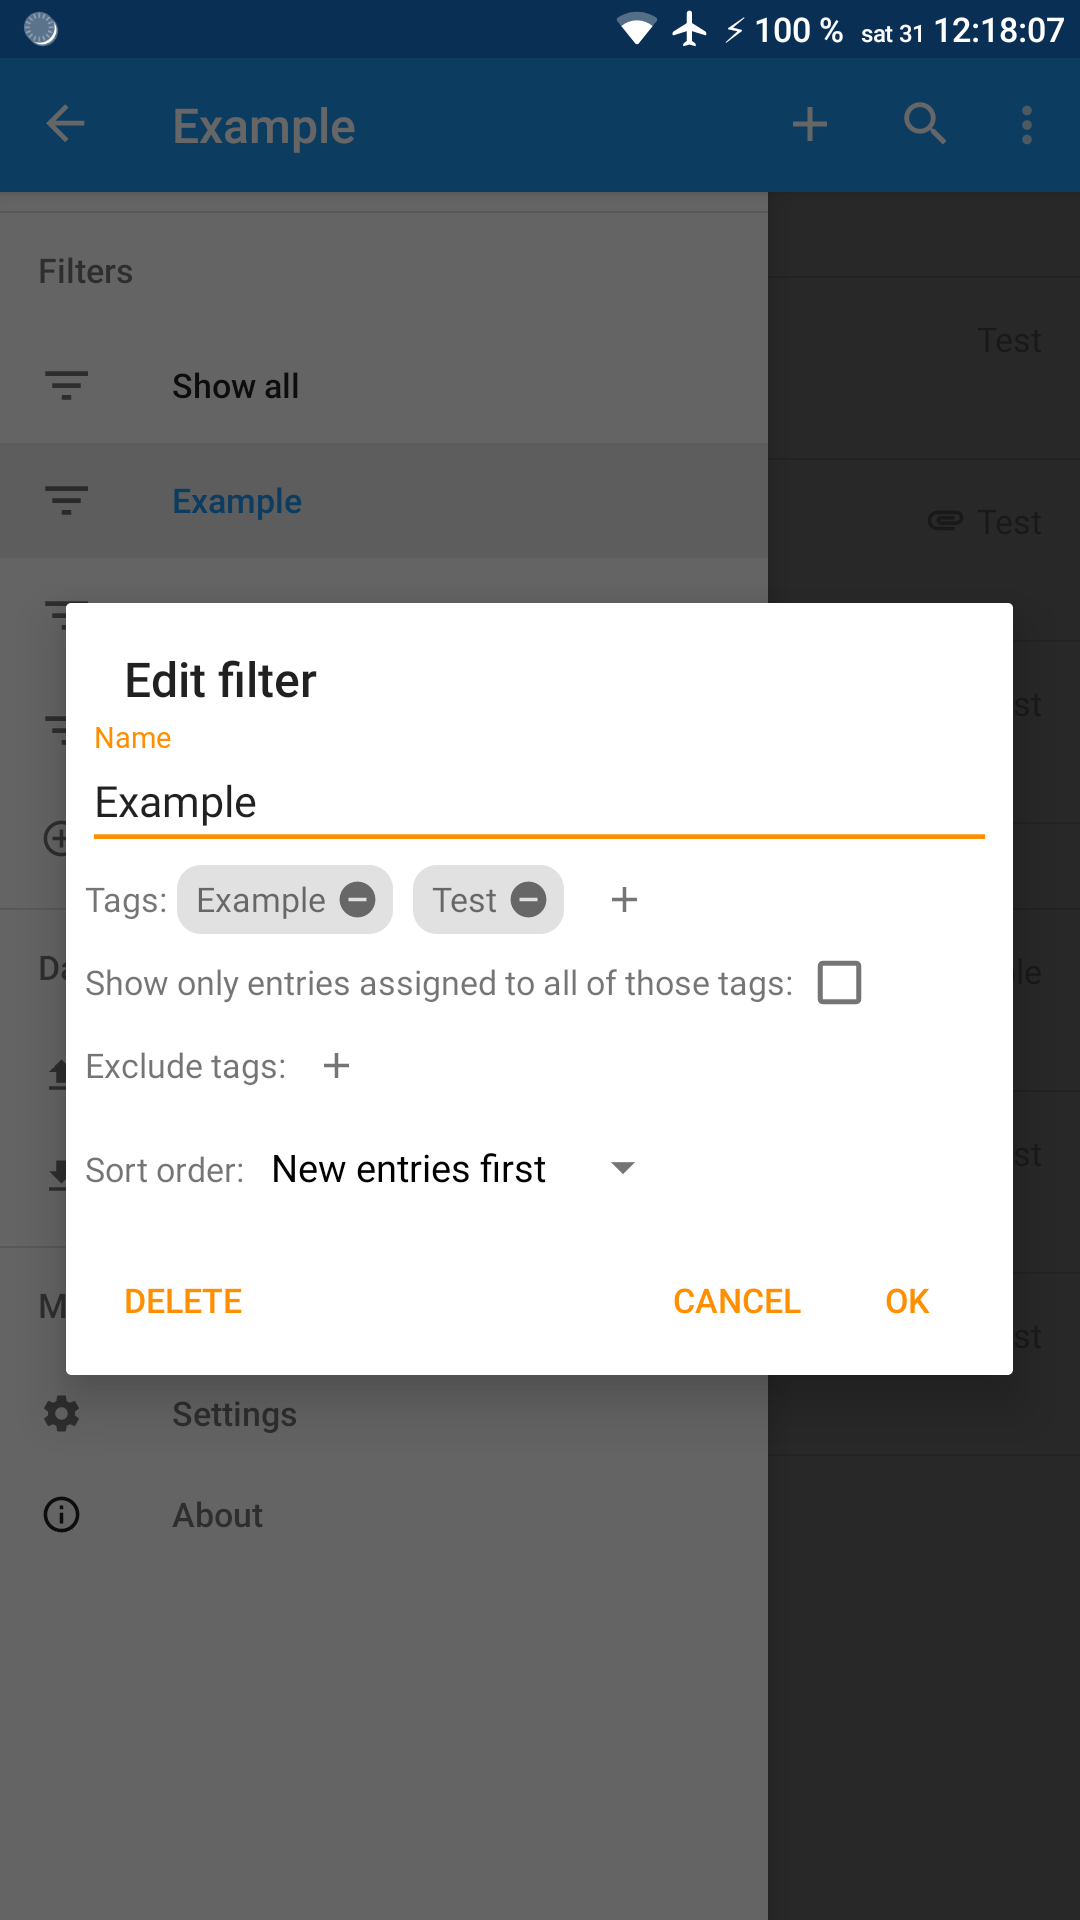 100 % sat 31 12:18:07
Example
Filters
Test
Show all
Example
Test
Edit filter
Name
Example
Tags: Example Test
Show only entries assigned to all of those tags:
Exclude tags:
Sort order: New entries first
DELETE CANCEL OK
Settings
About